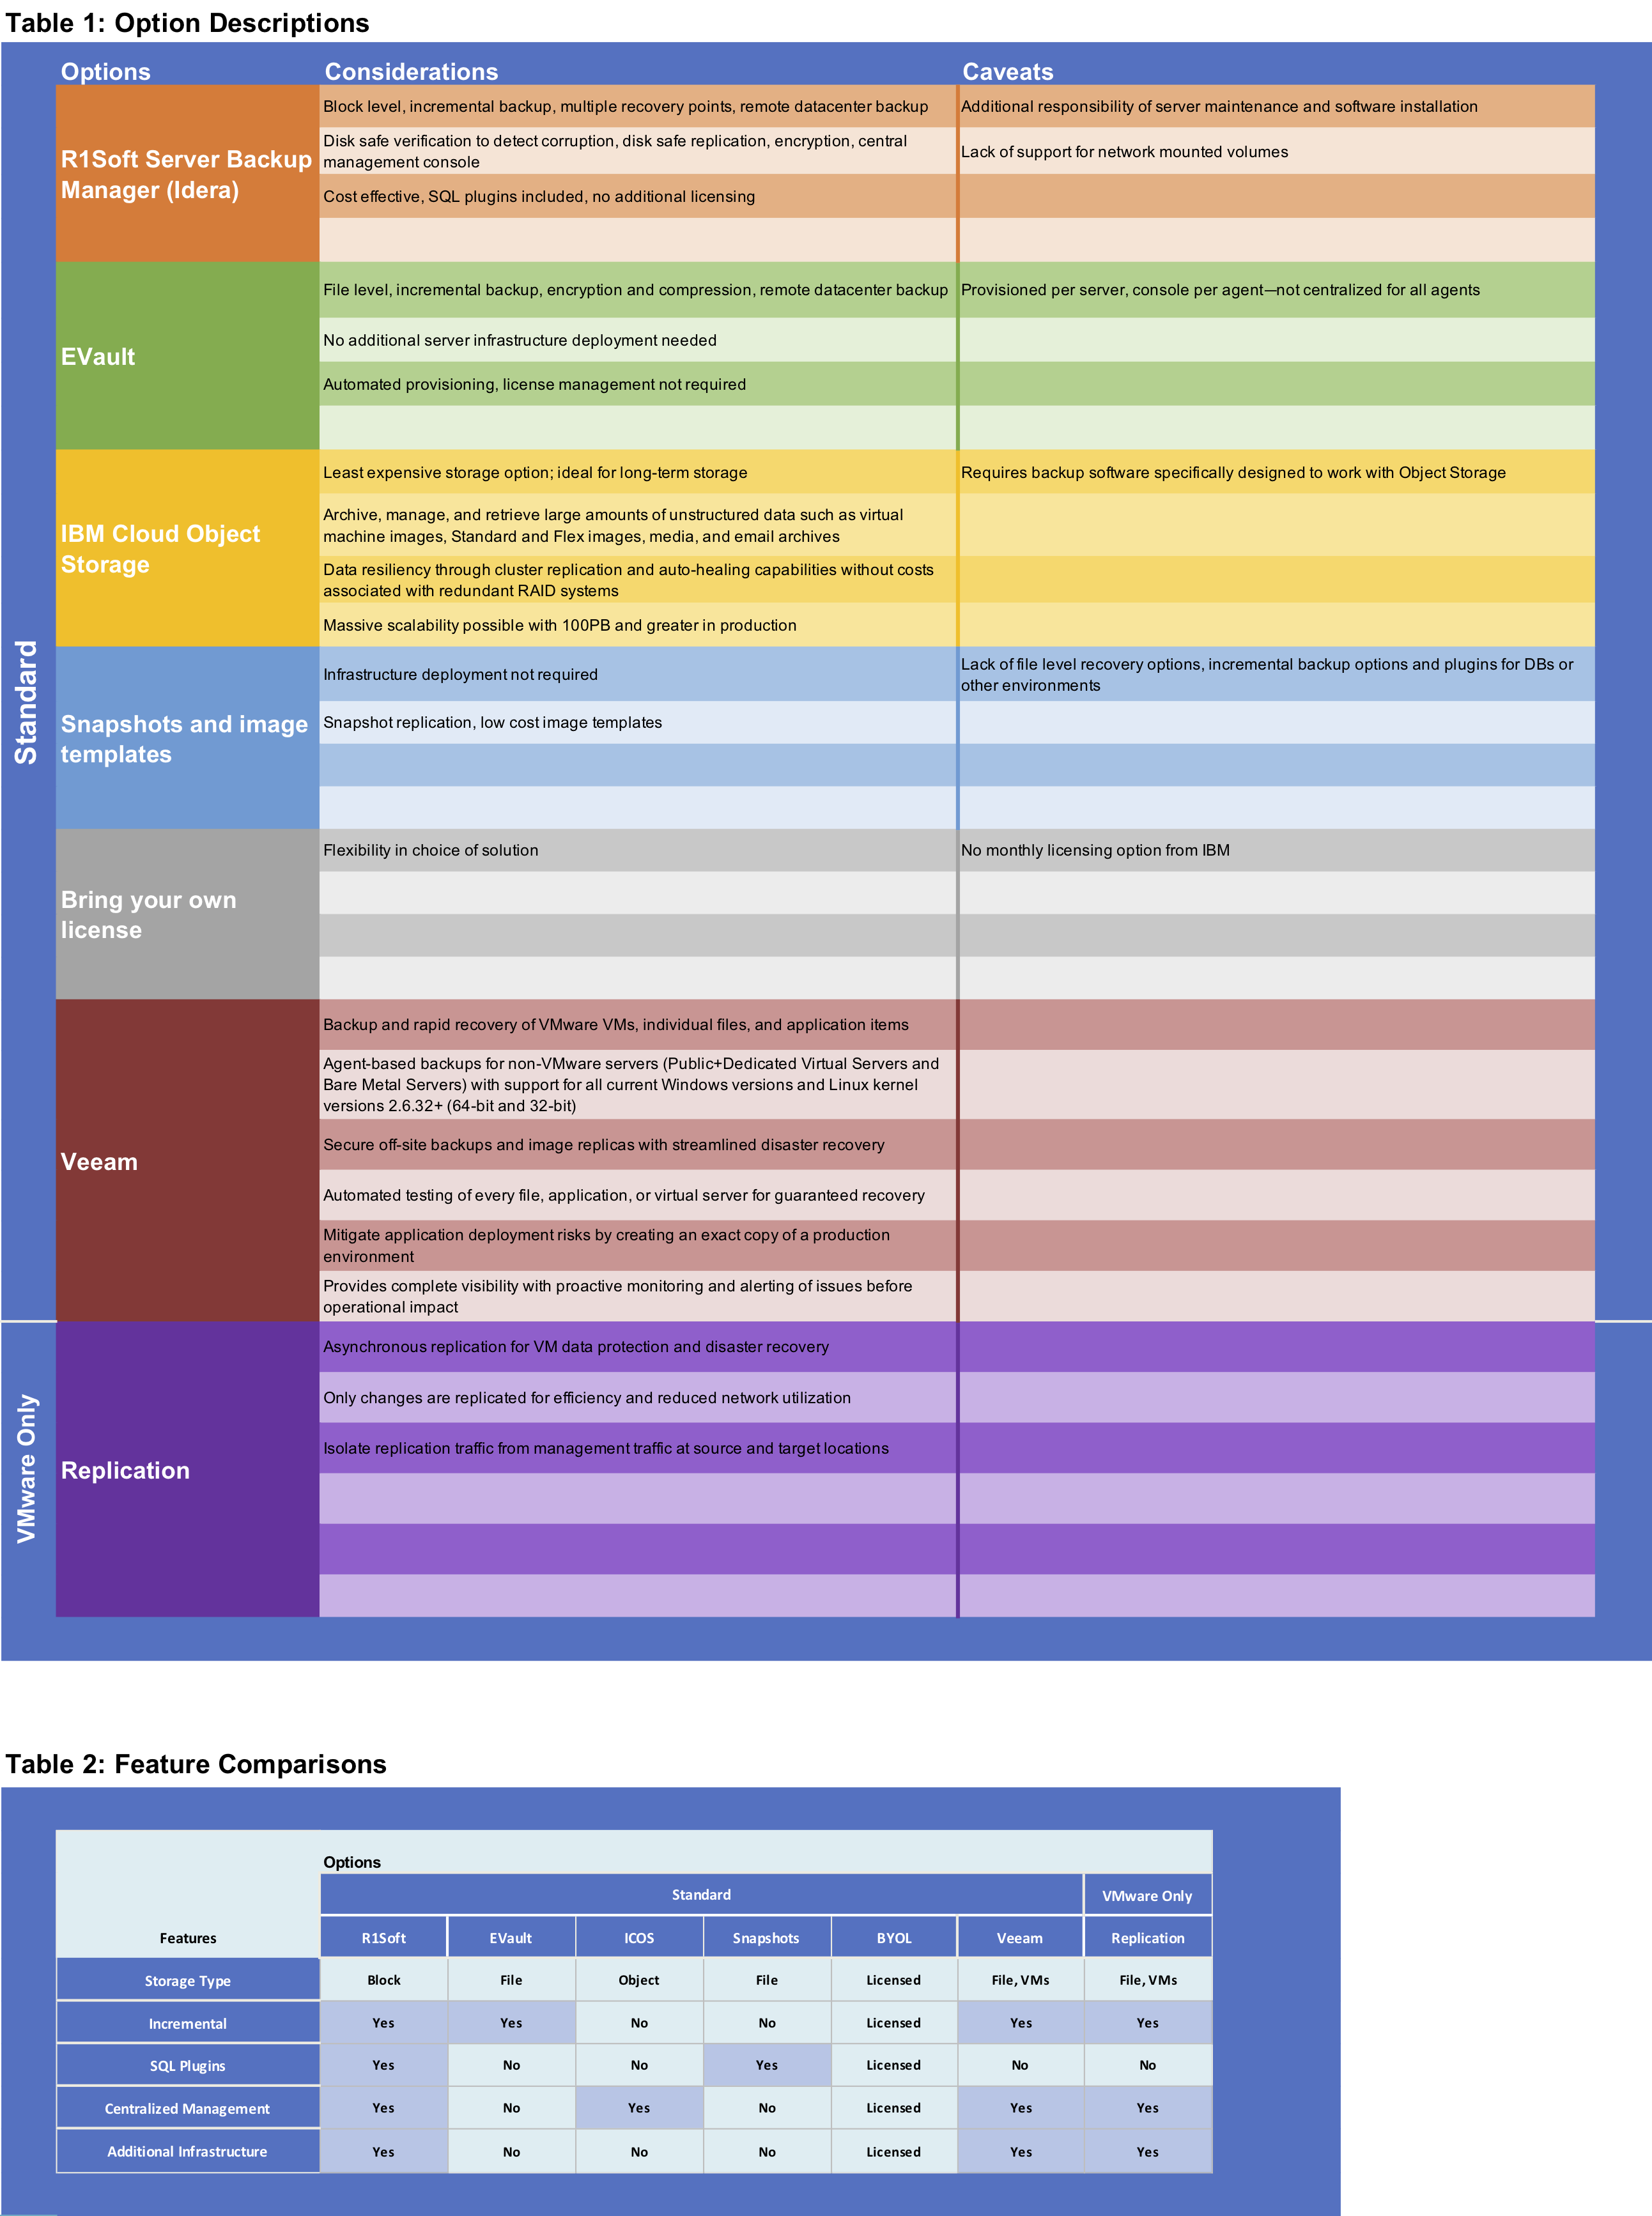 Table 1: Option Descriptions
Options
Considerations
Caveats
Standard
R1Soft Server Backup
Manager (Idera)
Block level, incremental backup, multiple recovery points, remote datacenter backup
Additional responsibility of server maintenance and software installation
Disk safe verification to detect corruption, disk safe replication, encryption, central
management console
Lack of support for network mounted volumes
Cost effective, SQL plugins included, no additional licensing
EVault
File level, incremental backup, encryption and compression, remote datacenter backup
Provisioned per server, console per agent—not centralized for all agents
No additional server infrastructure deployment needed
Automated provisioning, license management not required
IBM Cloud Object
Storage
Least expensive storage option; ideal for long-term storage
Requires backup software specifically designed to work with Object Storage
Archive, manage, and retrieve large amounts of unstructured data such as virtual
machine images, Standard and Flex images, media, and email archives
Data resiliency through cluster replication and auto-healing capabilities without costs
associated with redundant RAID systems
Massive scalability possible with 100PB and greater in production
Snapshots and image
templates
Infrastructure deployment not required
Lack of file level recovery options, incremental backup options and plugins for DBs or
other environments
Snapshot replication, low cost image templates
Bring your own
license
Flexibility in choice of solution
No monthly licensing option from IBM
Veeam
Backup and rapid recovery of VMware VMs, individual files, and application items
Agent-based backups for non-VMware servers (Public+Dedicated Virtual Servers and
Bare Metal Servers) with support for all current Windows versions and Linux kernel
versions 2.6.32+ (64-bit and 32-bit)
Secure off-site backups and image replicas with streamlined disaster recovery
Automated testing of every file, application, or virtual server for guaranteed recovery
Mitigate application deployment risks by creating an exact copy of a production
environment
Provides complete visibility with proactive monitoring and alerting of issues before
operational impact
VMware Only
Replication
Asynchronous replication for VM data protection and disaster recovery
Only changes are replicated for efficiency and reduced network utilization
Isolate replication traffic from management traffic at source and target locations
Table 2: Feature Comparisons
Options
Standard VMware Only
Features R1Soft EVault ICOS Snapshots BYOL Veeam Replication
Storage Type Block File Object File Licensed File, VMs File, VMs
Incremental Yes Yes No No Licensed Yes Yes
SQL Plugins Yes No No Yes Licensed No No
Centralized Management Yes No Yes No Licensed Yes Yes
Additional Infrastructure Yes No No No Licensed Yes Yes